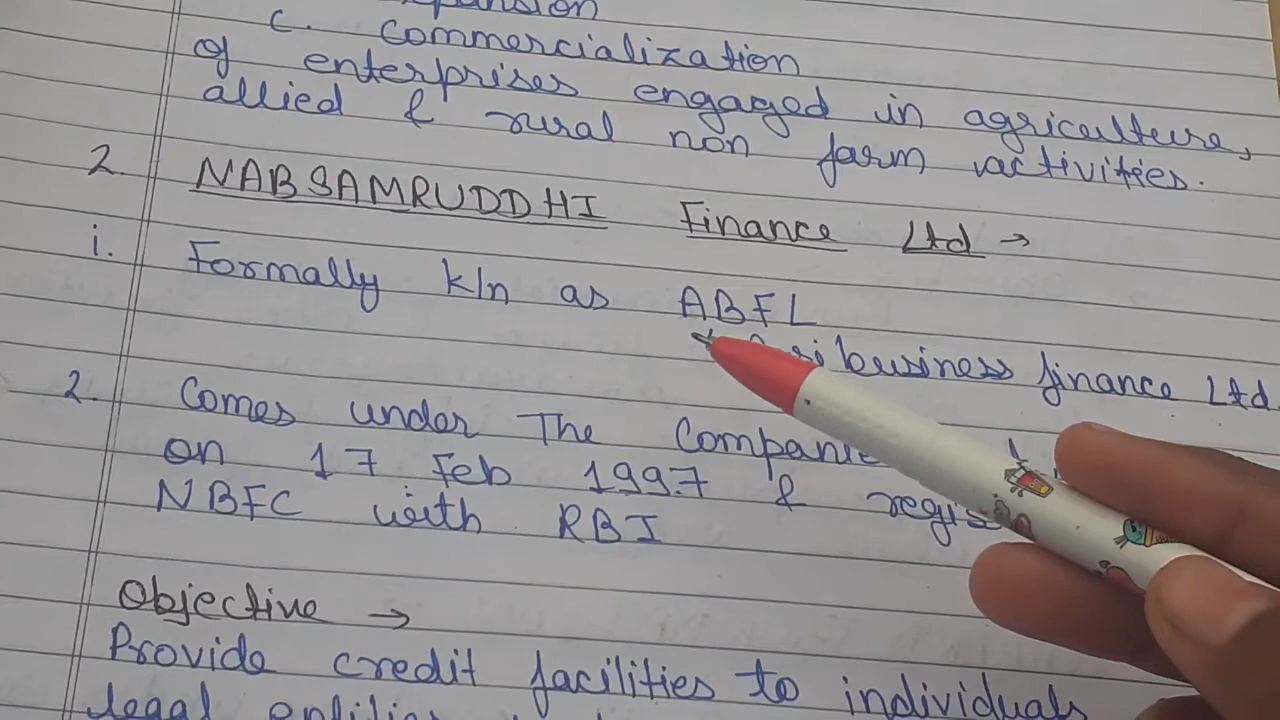 c. Commercialization
of enterprises engaged in agriculture,
allied & rural non farm activities.
2. NABSAMRUDDHI Finance Ltd →
i. Formally k/n as ABFL
business finance Ltd.
2. Comes under The
on 17 Feb 1997 &
NBFC with RBI
Objective →
Provide credit facilities to individuals
legal